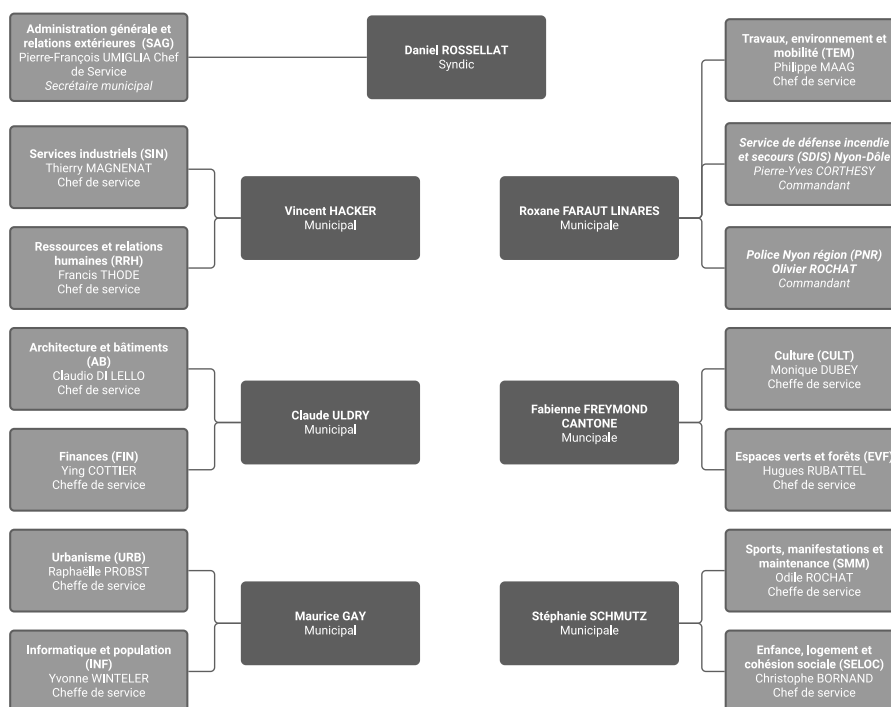 Administration générale et
relations extérieures (SAG)
Pierre-François UMIGLIA Chef
de Service
Secrétaire municipal
Daniel ROSSELLAT
Syndic
Travaux, environnement et
mobilité (TEM)
Philippe MAAG
Chef de service
Services industriels (SIN)
Thierry MAGNENAT
Chef de service
Ressources et relations
humaines (RRH)
Francis THODE
Chef de service
Vincent HACKER
Municipal
Roxane FARAUT LINARES
Municipale
Service de défense incendie
et secours (SDIS) Nyon-Dôle
Pierre-Yves CORTHESY
Commandant
Police Nyon région (PNR)
Olivier ROCHAT
Commandant
Architecture et bâtiments
(AB)
Claudio DI LELLO
Chef de service
Finances (FIN)
Ying COTTIER
Cheffe de service
Claude ULDRY
Municipal
Fabienne FREYMOND
CANTONE
Muncipale
Culture (CULT)
Monique DUBEY
Cheffe de service
Espaces verts et forêts (EVF)
Hugues RUBATTEL
Chef de service
Urbanisme (URB)
Raphaëlle PROBST
Cheffe de service
Informatique et population
(INF)
Yvonne WINTELER
Cheffe de service
Maurice GAY
Municipal
Stéphanie SCHMUTZ
Municipale
Sports, manifestations et
maintenance (SMM)
Odile ROCHAT
Cheffe de service
Enfance, logement et
cohésion sociale (SELOC)
Christophe BORNAND
Chef de service